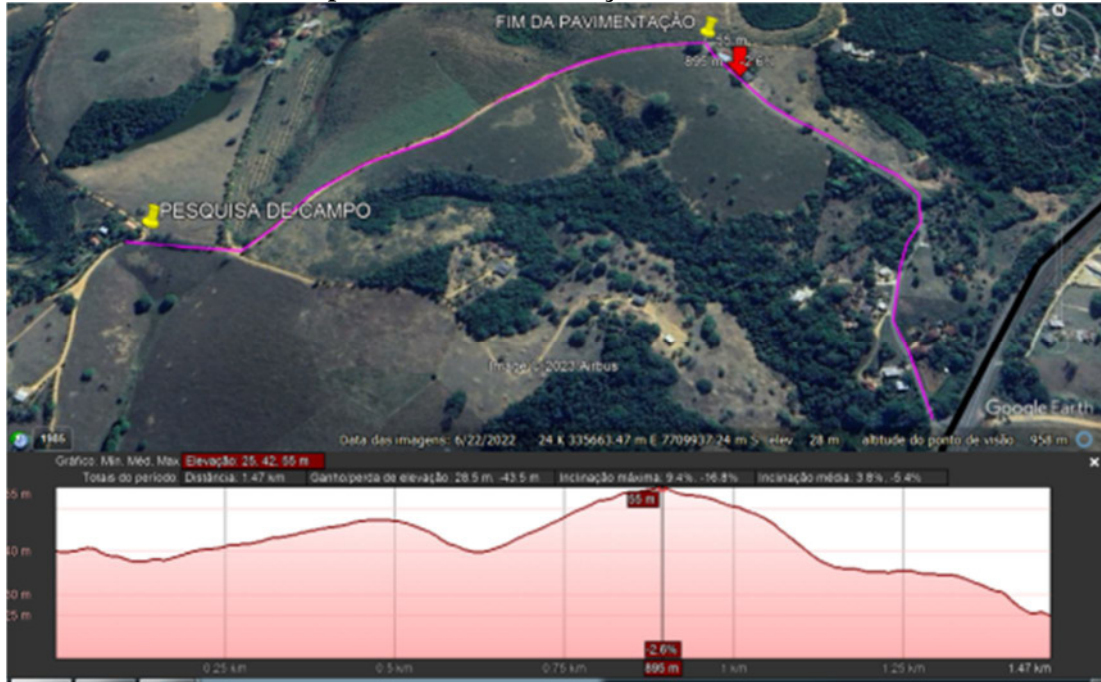 FIM DA PAVIMENTAÇÃO
55 m
895 m -2.6%
PESQUISA DE CAMPO
Image © 2023 Airbus
Google Earth
1985
Data das imagens: 6/22/2022 24 K 335663.47 m E 7709937.24 m S elev 28 m altitude do ponto de visão 958 m
Gráfico: Mín, Méd, Máx Elevação: 25, 42, 55 m
Totais do período: Distância: 1.47 km Ganho/perda de elevação: 28.5 m, -43.5 m Inclinação máxima: 9.4%, -16.8% Inclinação média: 3.8%, -5.4%
55 m
55 m
40 m
30 m
25 m
-2.6%
0.25 km 0.5 km 0.75 km 895 m 1 km 1.25 km 1.47 km